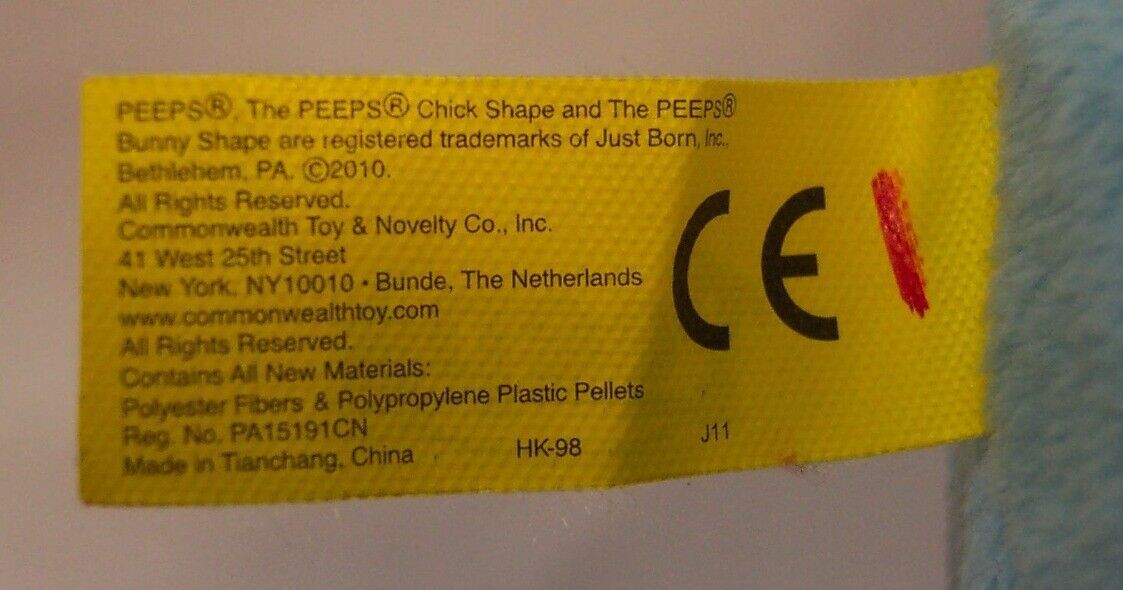 PEEPS®, The PEEPS® Chick Shape and The PEEPS®
Bunny Shape are registered trademarks of Just Born, Inc.,
Bethlehem, PA. ©2010.
All Rights Reserved.
Commonwealth Toy & Novelty Co., Inc.
41 West 25th Street
New York, NY10010 • Bunde, The Netherlands
www.commonwealthtoy.com
All Rights Reserved.
Contains All New Materials:
Polyester Fibers & Polypropylene Plastic Pellets
Reg. No. PA15191CN
Made in Tianchang, China HK-98 J11
CE